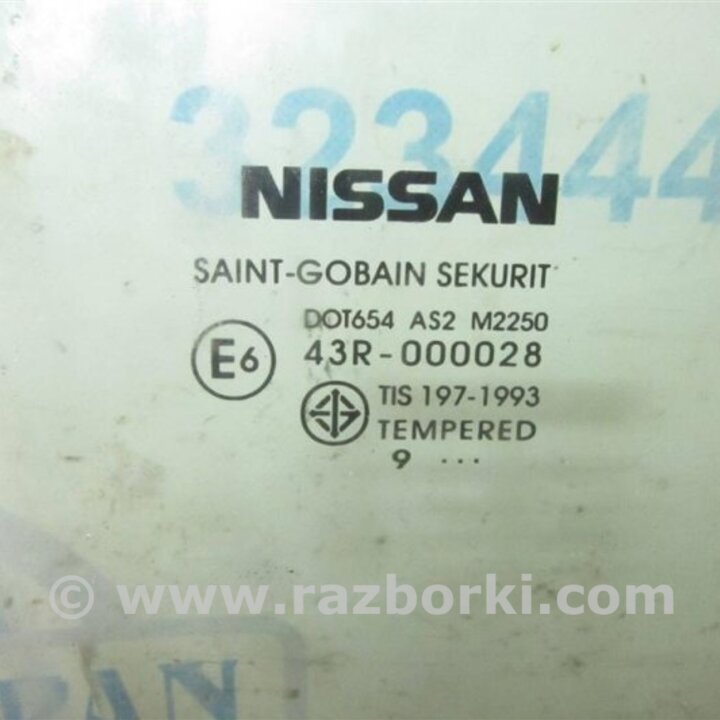 323444
NISSAN
SAINT-GOBAIN SEKURIT
DOT654 AS2 M2250
E6 43R-000028
TIS 197-1993
TEMPERED
9 ...
© www.razborki.com